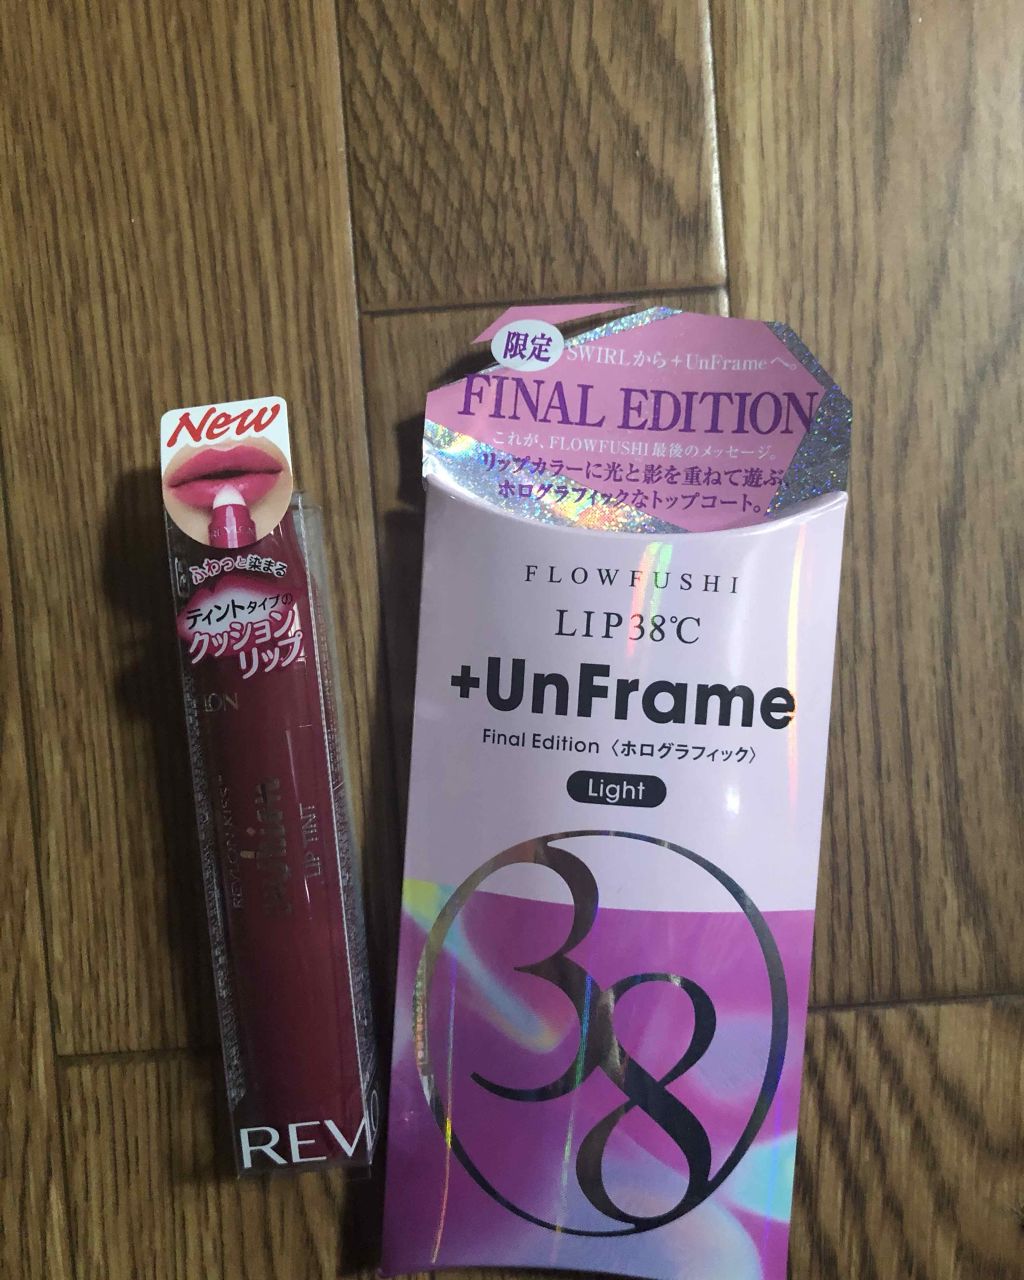 New
REVLON
ふわっと染まる
ティントタイプの
クッション
リップ
LON
REVLON KISS™
cushion
LIP TINT
REVLO
限定
SWIRLから+UnFrameへ。
FINAL EDITION
これが、FLOWFUSHI最後のメッセージ。
リップカラーに光と影を重ねて遊ぶ、
ホログラフィックなトップコート。
FLOWFUSHI
LIP38℃
+UnFrame
Final Edition〈ホログラフィック〉
Light
38